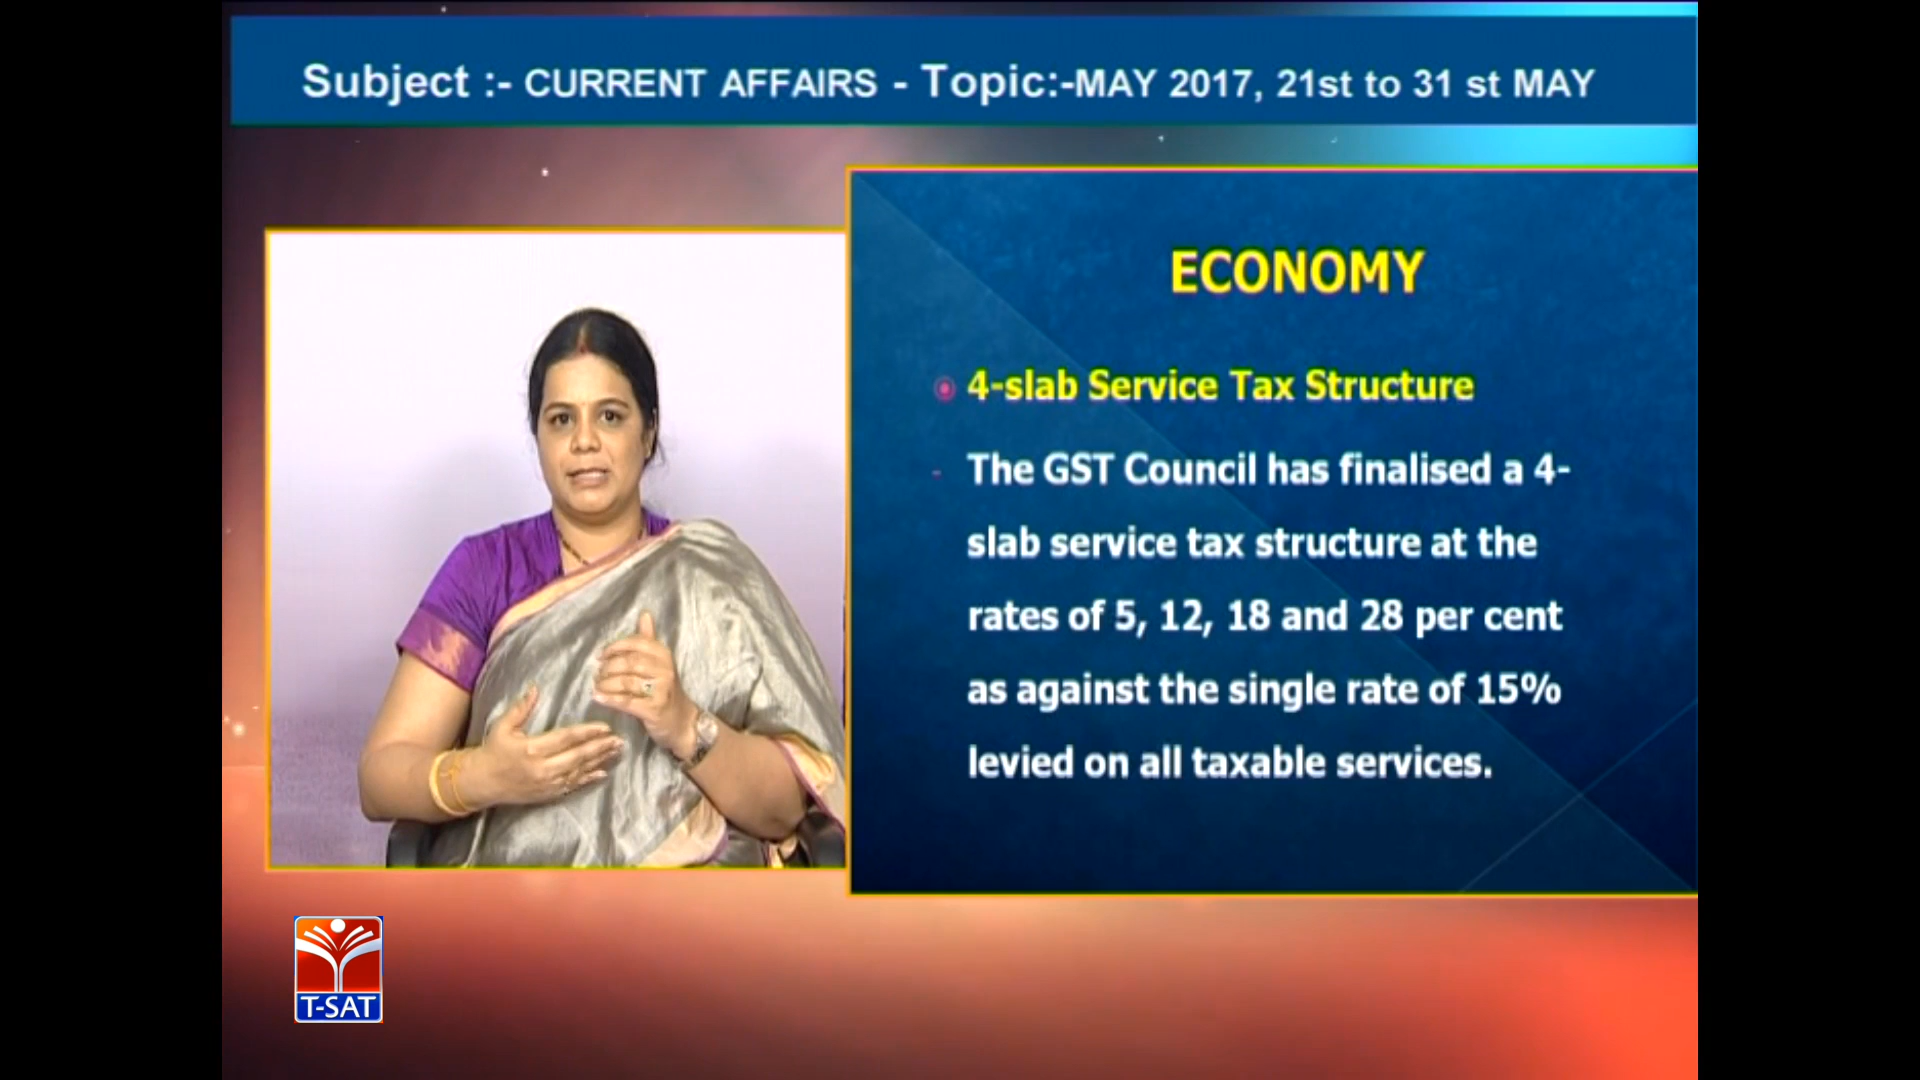 Subject :- CURRENT AFFAIRS - Topic:-MAY 2017, 21st to 31 st MAY
ECONOMY
4-slab Service Tax Structure
- The GST Council has finalised a 4-
slab service tax structure at the
rates of 5, 12, 18 and 28 per cent
as against the single rate of 15%
levied on all taxable services.
T-SAT